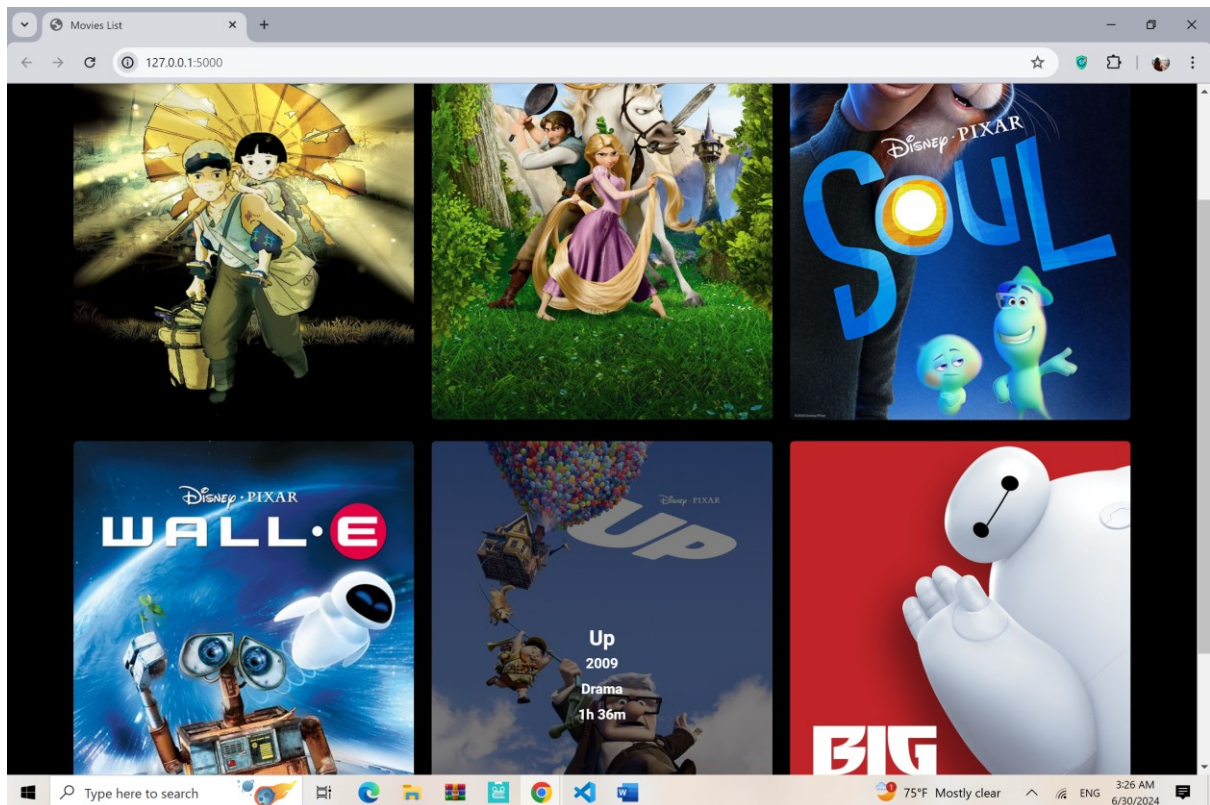 Movies List
127.0.0.1:5000
Disney · PIXAR
SOUL
Disney · PIXAR
WALL·E
Disney · PIXAR
UP
Up
2009
Drama
1h 36m
BIG
Type here to search
75°F Mostly clear
ENG
3:26 AM
6/30/2024